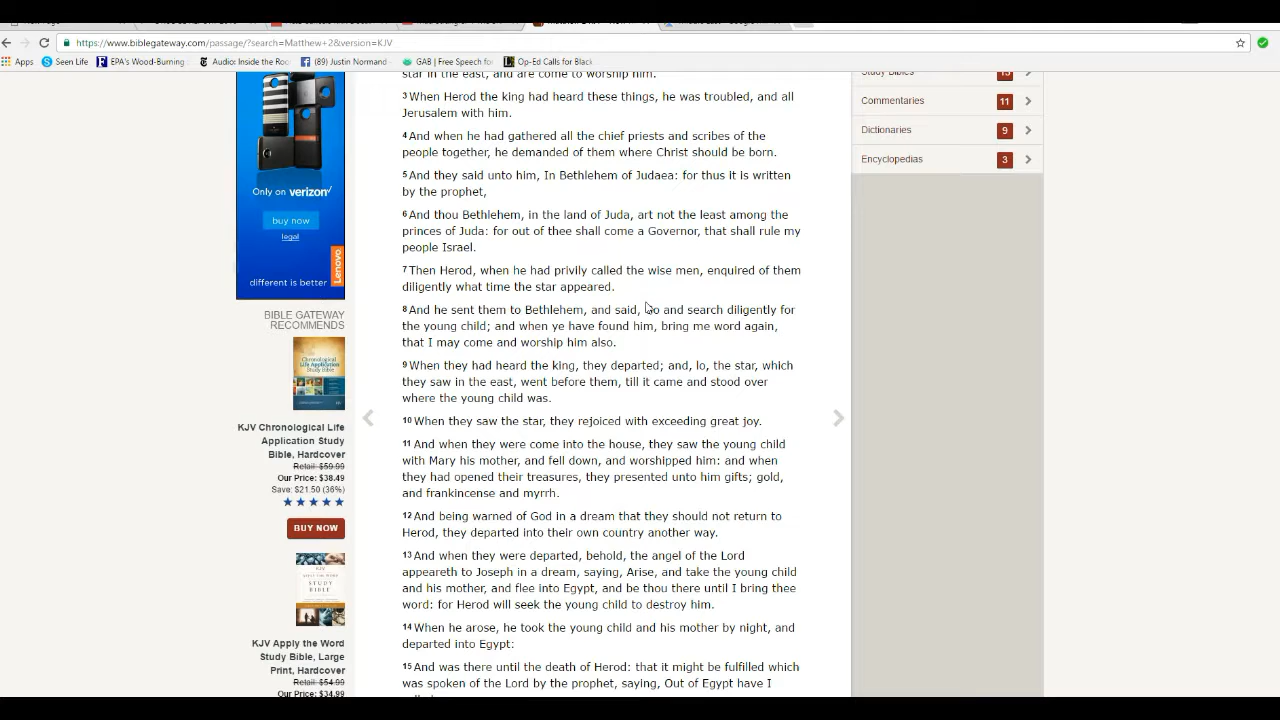 https://www.biblegateway.com/passage/?search=Matthew+2&version=KJV
Apps
Seen Life
EPA's Wood-Burning
Audio: Inside the Roo
(89) Justin Normand
GAB | Free Speech fo
Op-Ed Calls for Black
star in the east, and are come to worship him.
3 When Herod the king had heard these things, he was troubled, and all
Jerusalem with him.
4 And when he had gathered all the chief priests and scribes of the
people together, he demanded of them where Christ should be born.
5 And they said unto him, In Bethlehem of Judaea: for thus it is written
by the prophet,
6 And thou Bethlehem, in the land of Juda, art not the least among the
princes of Juda: for out of thee shall come a Governor, that shall rule my
people Israel.
7 Then Herod, when he had privily called the wise men, enquired of them
diligently what time the star appeared.
8 And he sent them to Bethlehem, and said, Go and search diligently for
the young child; and when ye have found him, bring me word again,
that I may come and worship him also.
9 When they had heard the king, they departed; and, lo, the star, which
they saw in the east, went before them, till it came and stood over
where the young child was.
10 When they saw the star, they rejoiced with exceeding great joy.
11 And when they were come into the house, they saw the young child
with Mary his mother, and fell down, and worshipped him: and when
they had opened their treasures, they presented unto him gifts; gold,
and frankincense and myrrh.
12 And being warned of God in a dream that they should not return to
Herod, they departed into their own country another way.
13 And when they were departed, behold, the angel of the Lord
appeareth to Joseph in a dream, saying, Arise, and take the young child
and his mother, and flee into Egypt, and be thou there until I bring thee
word: for Herod will seek the young child to destroy him.
14 When he arose, he took the young child and his mother by night, and
departed into Egypt:
15 And was there until the death of Herod: that it might be fulfilled which
was spoken of the Lord by the prophet, saying, Out of Egypt have I
Only on verizon
buy now
legal
Lenovo
different is better
BIBLE GATEWAY
RECOMMENDS
Chronological
Life Application
Study Bible
KJV Chronological Life
Application Study
Bible, Hardcover
Retail: $59.99
Our Price: $38.49
Save: $21.50 (36%)
BUY NOW
STUDY
BIBLE
KJV Apply the Word
Study Bible, Large
Print, Hardcover
Retail: $54.99
Our Price: $34.99
Study Bibles 13
Commentaries 11
Dictionaries 9
Encyclopedias 3